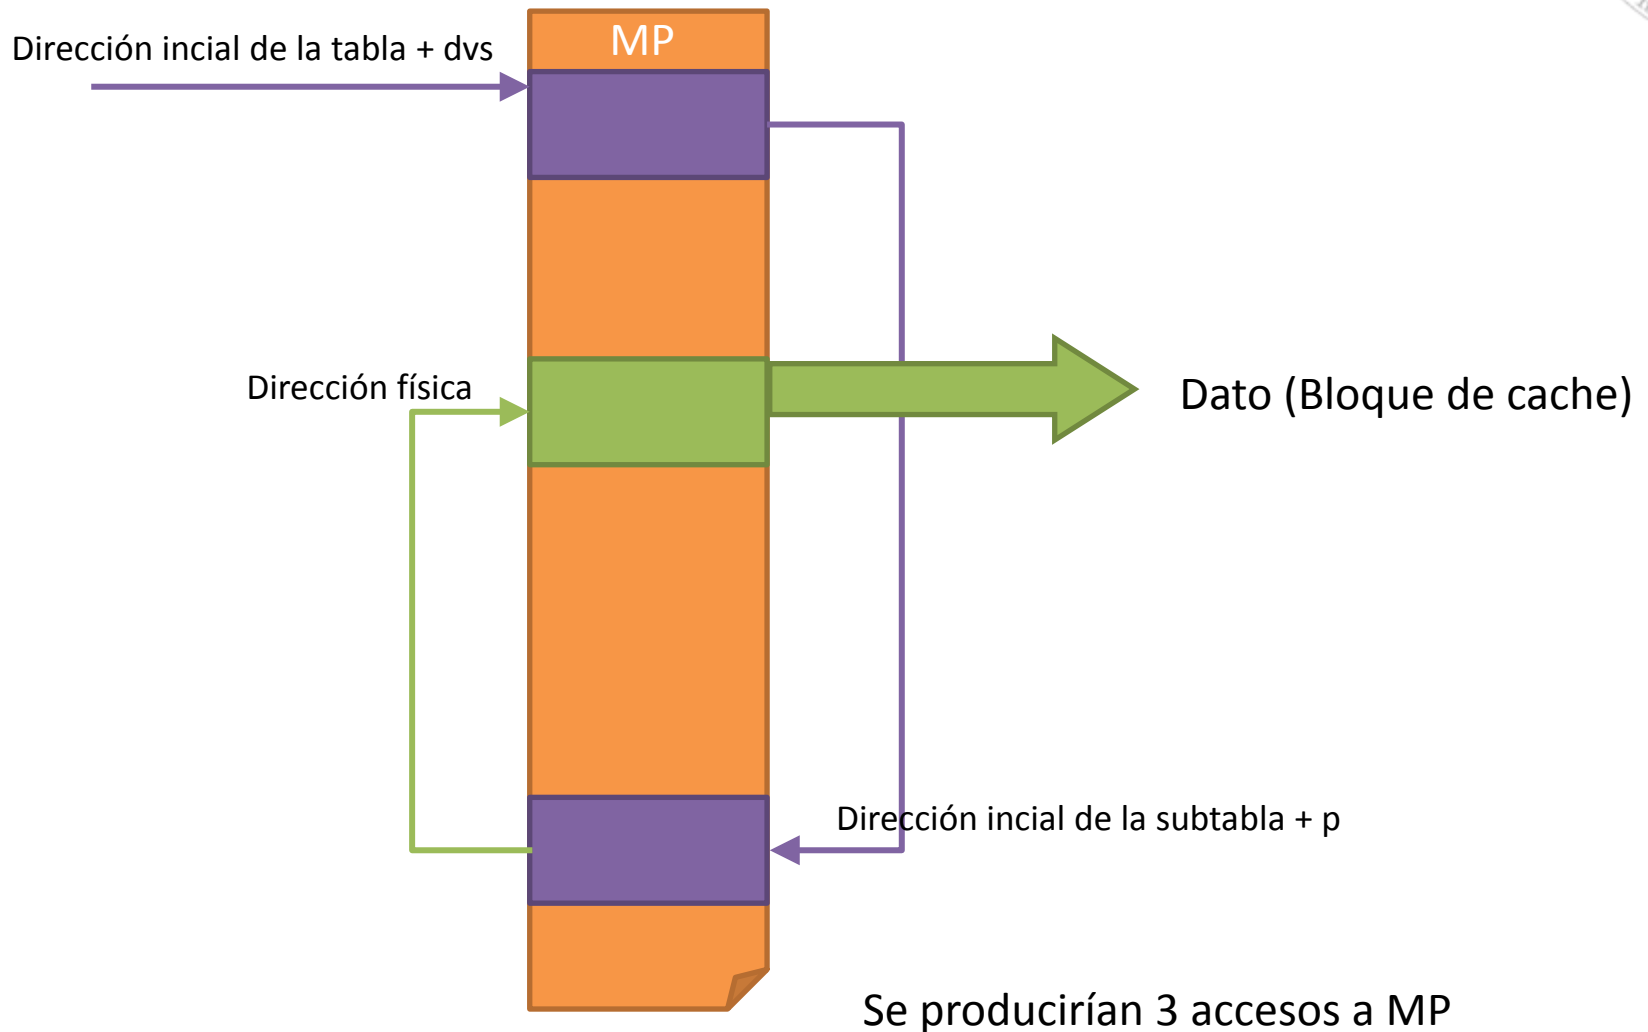 MP
Dirección incial de la tabla + dvs
Dirección física
Dato (Bloque de cache)
Dirección incial de la subtabla + p
Se producirían 3 accesos a MP